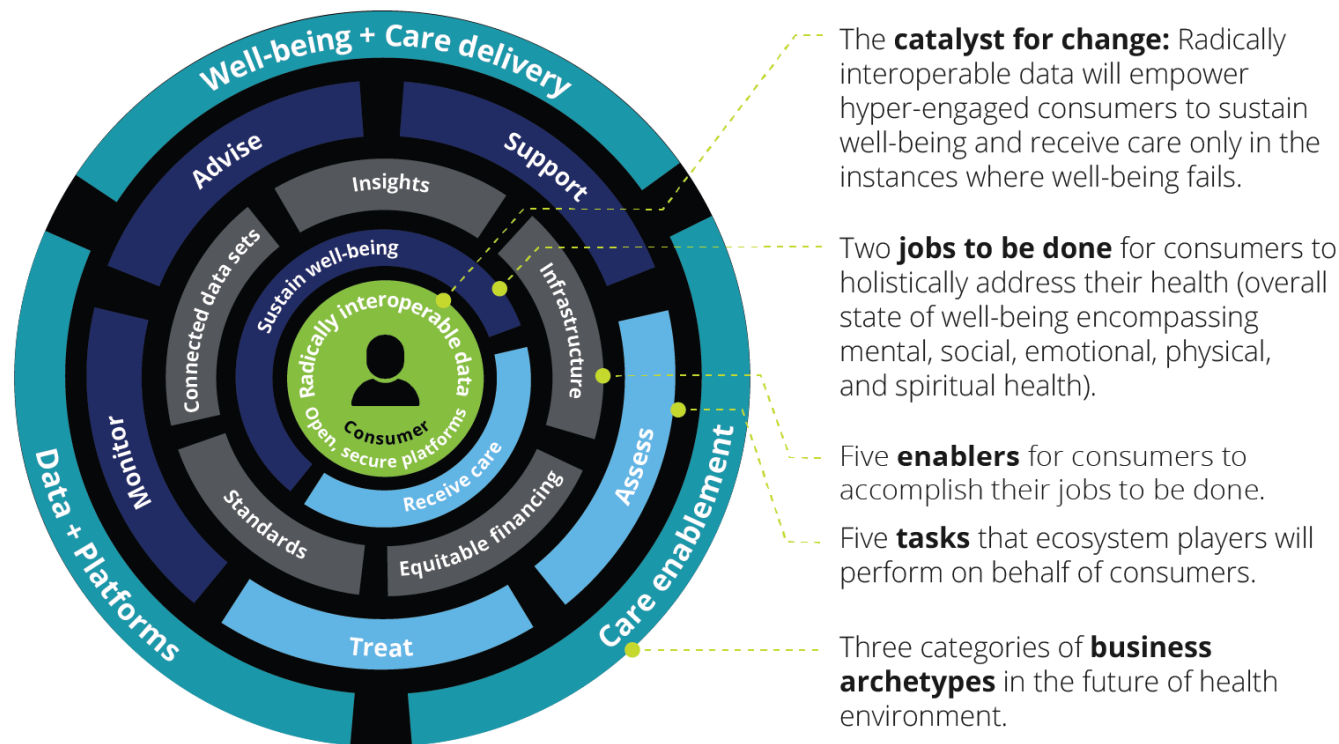 Well-being + Care delivery
Advise
Support
Insights
Connected data sets
Sustain well-being
Infrastructure
Radically interoperable data
Consumer
Open, secure platforms
Receive care
Monitor
Assess
Standards
Equitable financing
Treat
Data + Platforms
Care enablement
The catalyst for change: Radically
interoperable data will empower
hyper-engaged consumers to sustain
well-being and receive care only in the
instances where well-being fails.
Two jobs to be done for consumers to
holistically address their health (overall
state of well-being encompassing
mental, social, emotional, physical,
and spiritual health).
Five enablers for consumers to
accomplish their jobs to be done.
Five tasks that ecosystem players will
perform on behalf of consumers.
Three categories of business
archetypes in the future of health
environment.